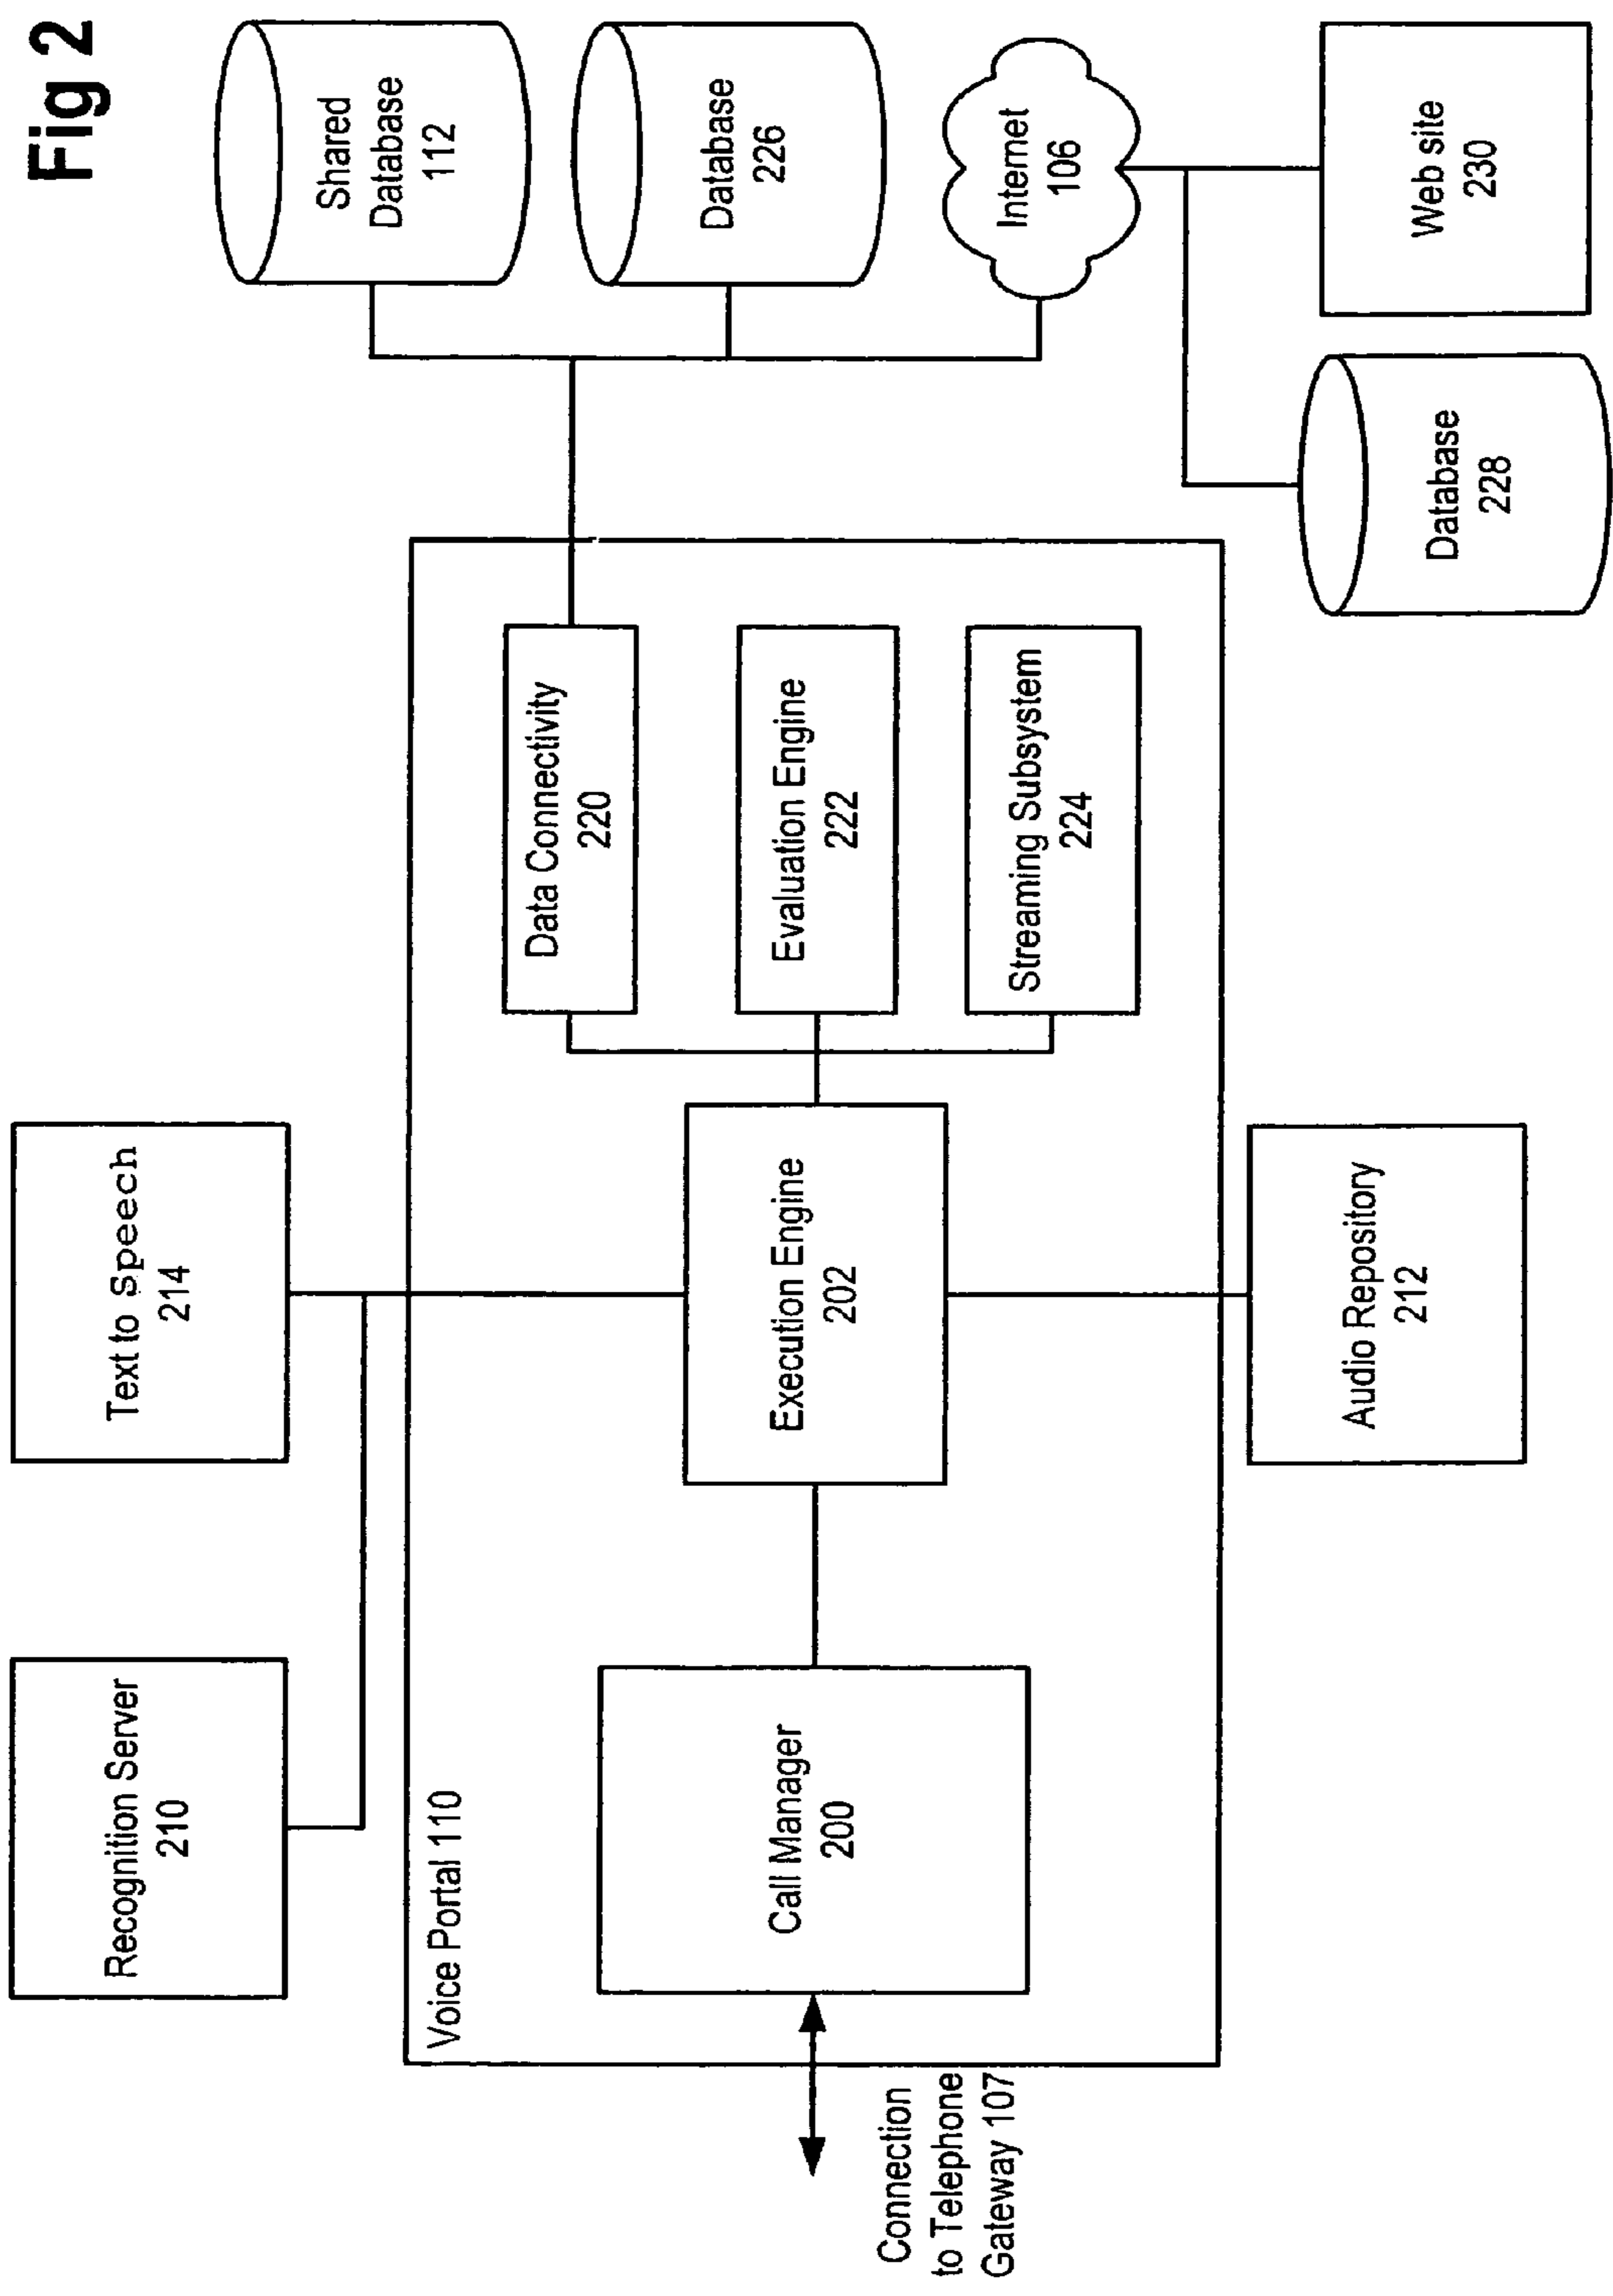 Fig 2
Recognition Server
210
Text to Speech
214
Shared
Database
112
Voice Portal 110
Data Connectivity
220
Database
226
Call Manager
200
Execution Engine
202
Evaluation Engine
222
Connection
to Telephone
Gateway 107
Streaming Subsystem
224
Internet
106
Audio Repository
212
Database
228
Web site
230